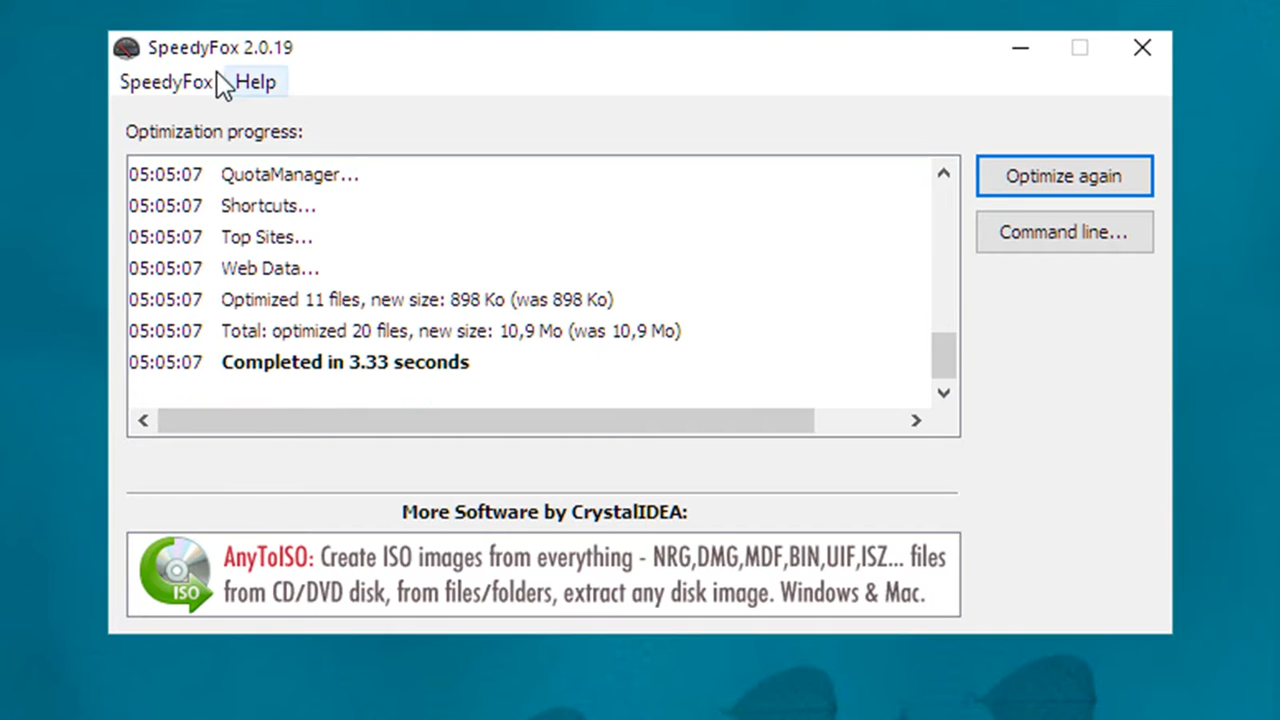 SpeedyFox 2.0.19
SpeedyFox Help
Optimization progress:
05:05:07 QuotaManager...
05:05:07 Shortcuts...
05:05:07 Top Sites...
05:05:07 Web Data...
05:05:07 Optimized 11 files, new size: 898 Ko (was 898 Ko)
05:05:07 Total: optimized 20 files, new size: 10,9 Mo (was 10,9 Mo)
05:05:07 Completed in 3.33 seconds
Optimize again
Command line...
More Software by CrystalIDEA:
ISO
AnyToISO: Create ISO images from everything - NRG,DMG,MDF,BIN,UIF,ISZ... files
from CD/DVD disk, from files/folders, extract any disk image. Windows & Mac.